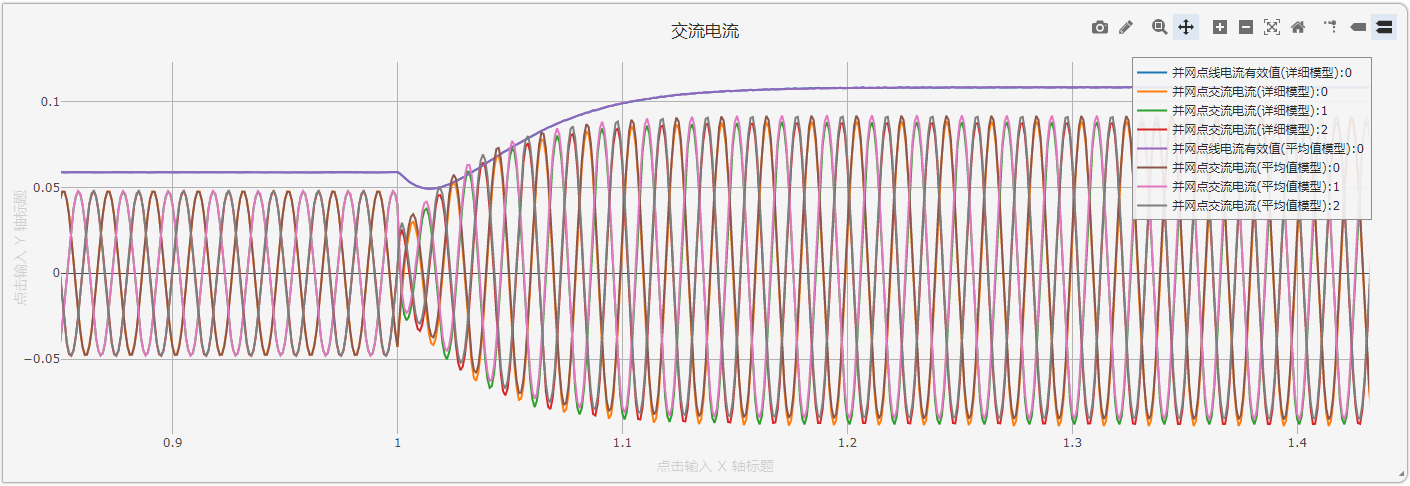 交流电流
并网点线电流有效值(详细模型):0
并网点交流电流(详细模型):0
并网点交流电流(详细模型):1
并网点交流电流(详细模型):2
并网点线电流有效值(平均值模型):0
并网点交流电流(平均值模型):0
并网点交流电流(平均值模型):1
并网点交流电流(平均值模型):2
0.1
0.05
0
−0.05
点击输入 Y 轴标题
0.9
1
1.1
1.2
1.3
1.4
点击输入 X 轴标题